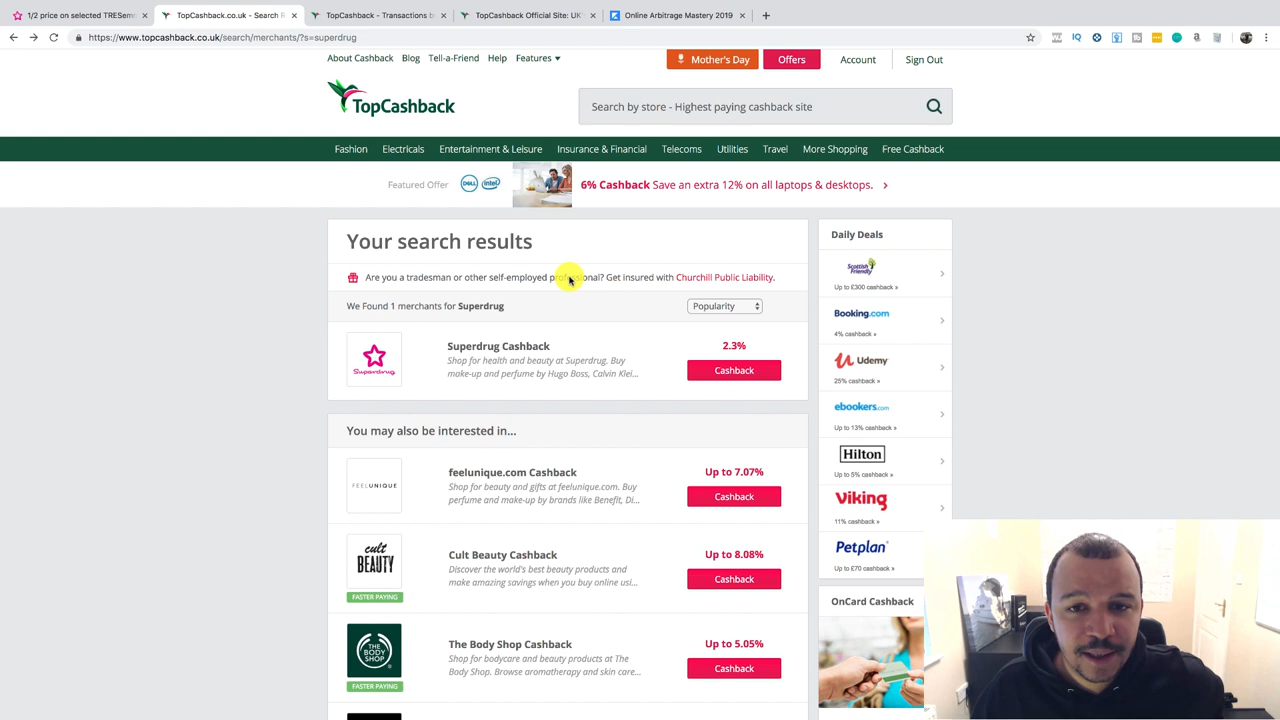 1/2 price on selected TRESem
TopCashback.co.uk - Search R
TopCashback - Transactions b
TopCashback Official Site: UK'
Online Arbitrage Mastery 2019
https://www.topcashback.co.uk/search/merchants/?s=superdrug
About Cashback Blog Tell-a-Friend Help Features
Mother's Day Offers Account Sign Out
TopCashback
Search by store - Highest paying cashback site
Fashion Electricals Entertainment & Leisure Insurance & Financial Telecoms Utilities Travel More Shopping Free Cashback
Featured Offer DELL intel 6% Cashback Save an extra 12% on all laptops & desktops.
Your search results
Are you a tradesman or other self-employed professional? Get insured with Churchill Public Liability.
We Found 1 merchants for Superdrug
Popularity
Superdrug
Superdrug Cashback
Shop for health and beauty at Superdrug. Buy
make-up and perfume by Hugo Boss, Calvin Klei...
2.3%
Cashback
You may also be interested in...
FEELUNIQUE
feelunique.com Cashback
Shop for beauty and gifts at feelunique.com. Buy
perfume and make-up by brands like Benefit, Di...
Up to 7.07%
Cashback
cult
BEAUTY
FASTER PAYING
Cult Beauty Cashback
Discover the world's best beauty products and
make amazing savings when you buy online usi...
Up to 8.08%
Cashback
THE
BODY
SHOP
FASTER PAYING
The Body Shop Cashback
Shop for bodycare and beauty products at The
Body Shop. Browse aromatherapy and skin care...
Up to 5.05%
Cashback
Daily Deals
Scottish
Friendly
Up to £300 cashback »
Booking.com
4% cashback »
Udemy
25% cashback »
ebookers.com
Up to 13% cashback »
Hilton
Up to 5% cashback »
Viking
11% cashback »
Petplan
Up to £70 cashback »
OnCard Cashback